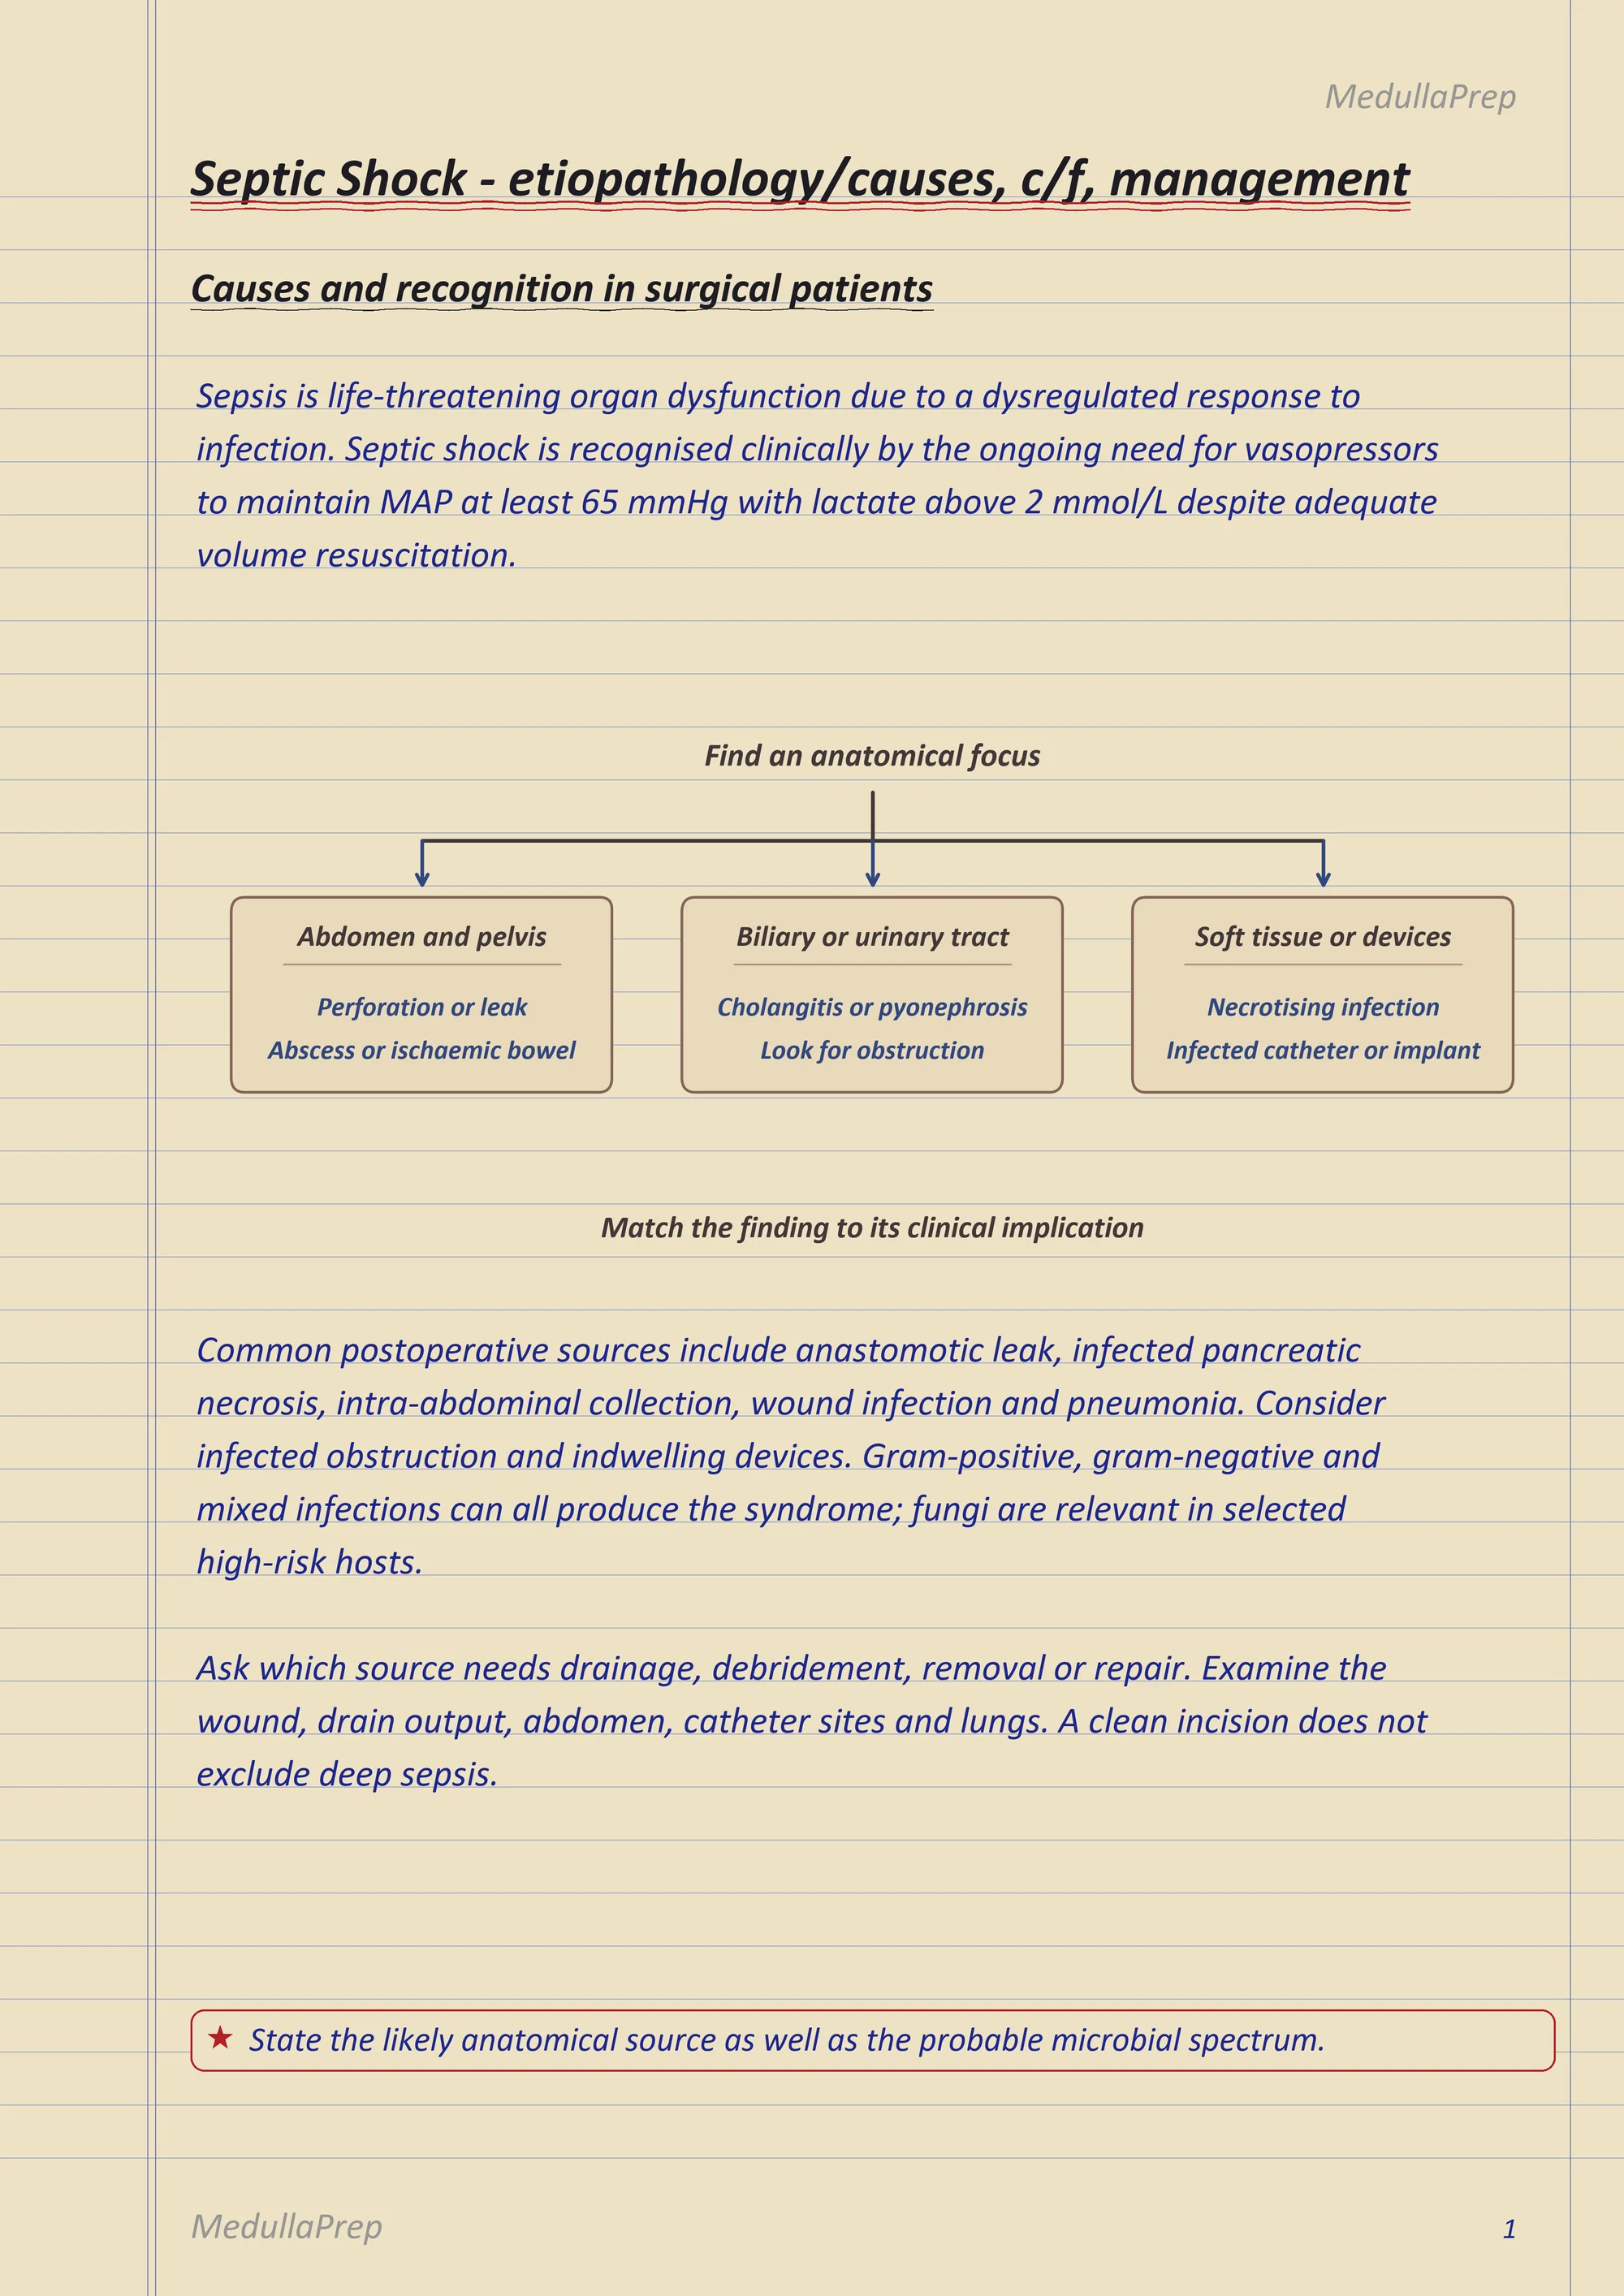 MedullaPrep
Septic Shock - etiopathology/causes, c/f, management
Causes and recognition in surgical patients
Sepsis is life-threatening organ dysfunction due to a dysregulated response to
infection. Septic shock is recognised clinically by the ongoing need for vasopressors
to maintain MAP at least 65 mmHg with lactate above 2 mmol/L despite adequate
volume resuscitation.
Find an anatomical focus
Abdomen and pelvis
Perforation or leak
Abscess or ischaemic bowel
Biliary or urinary tract
Cholangitis or pyonephrosis
Look for obstruction
Soft tissue or devices
Necrotising infection
Infected catheter or implant
Match the finding to its clinical implication
Common postoperative sources include anastomotic leak, infected pancreatic
necrosis, intra-abdominal collection, wound infection and pneumonia. Consider
infected obstruction and indwelling devices. Gram-positive, gram-negative and
mixed infections can all produce the syndrome; fungi are relevant in selected
high-risk hosts.
Ask which source needs drainage, debridement, removal or repair. Examine the
wound, drain output, abdomen, catheter sites and lungs. A clean incision does not
exclude deep sepsis.
★ State the likely anatomical source as well as the probable microbial spectrum.
MedullaPrep
1